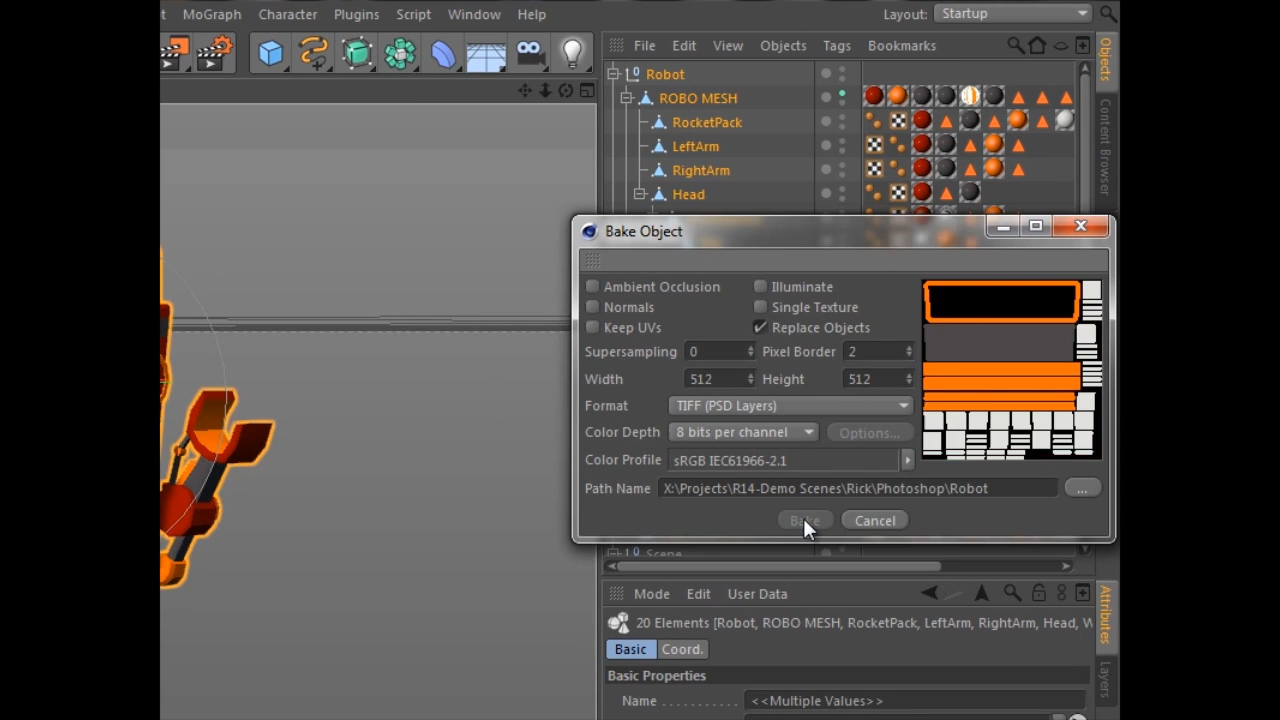 t MoGraph Character Plugins Script Window Help Layout: Startup
File Edit View Objects Tags Bookmarks
Robot
ROBO MESH
RocketPack
LeftArm
RightArm
Head
Objects
Content Browser
Bake Object
Ambient Occlusion Illuminate
Normals Single Texture
Keep UVs Replace Objects
Supersampling 0 Pixel Border 2
Width 512 Height 512
Format TIFF (PSD Layers)
Color Depth 8 bits per channel Options...
Color Profile sRGB IEC61966-2.1
Path Name X:\Projects\R14-Demo Scenes\Rick\Photoshop\Robot ...
Bake Cancel
Scene
Mode Edit User Data
20 Elements [Robot, ROBO MESH, RocketPack, LeftArm, RightArm, Head, W
Basic Coord.
Basic Properties
Name <<Multiple Values>>
Attributes
Layers